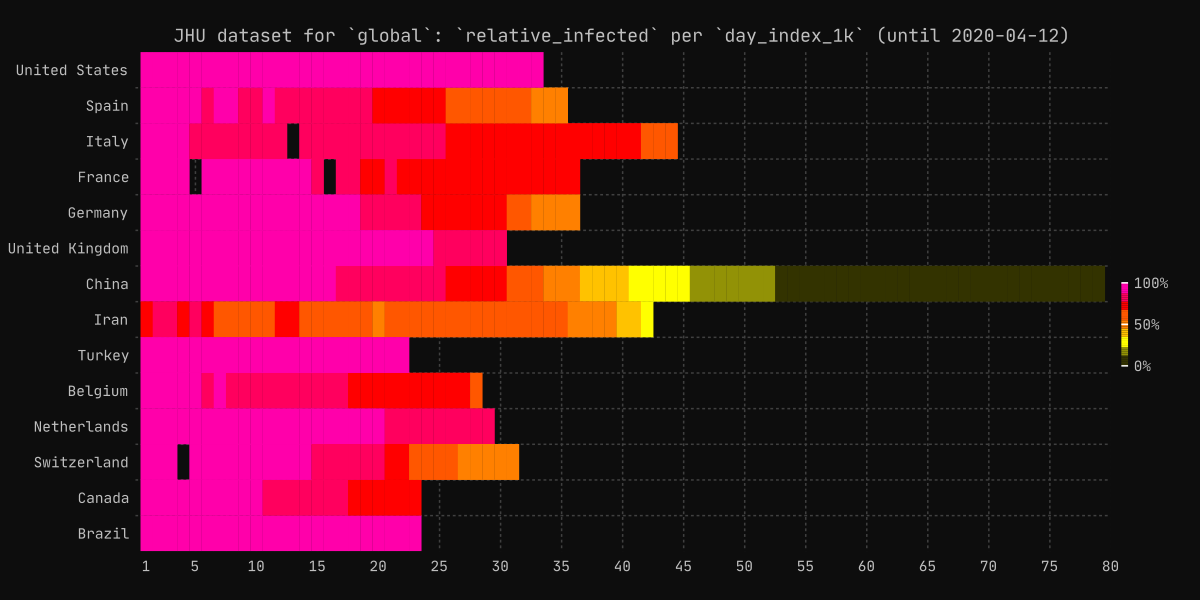 JHU dataset for `global`: `relative_infected` per `day_index_1k` (until 2020-04-12)
United States
Spain
Italy
France
Germany
United Kingdom
China
Iran
Turkey
Belgium
Netherlands
Switzerland
Canada
Brazil
100%
50%
0%
1 5 10 15 20 25 30 35 40 45 50 55 60 65 70 75 80